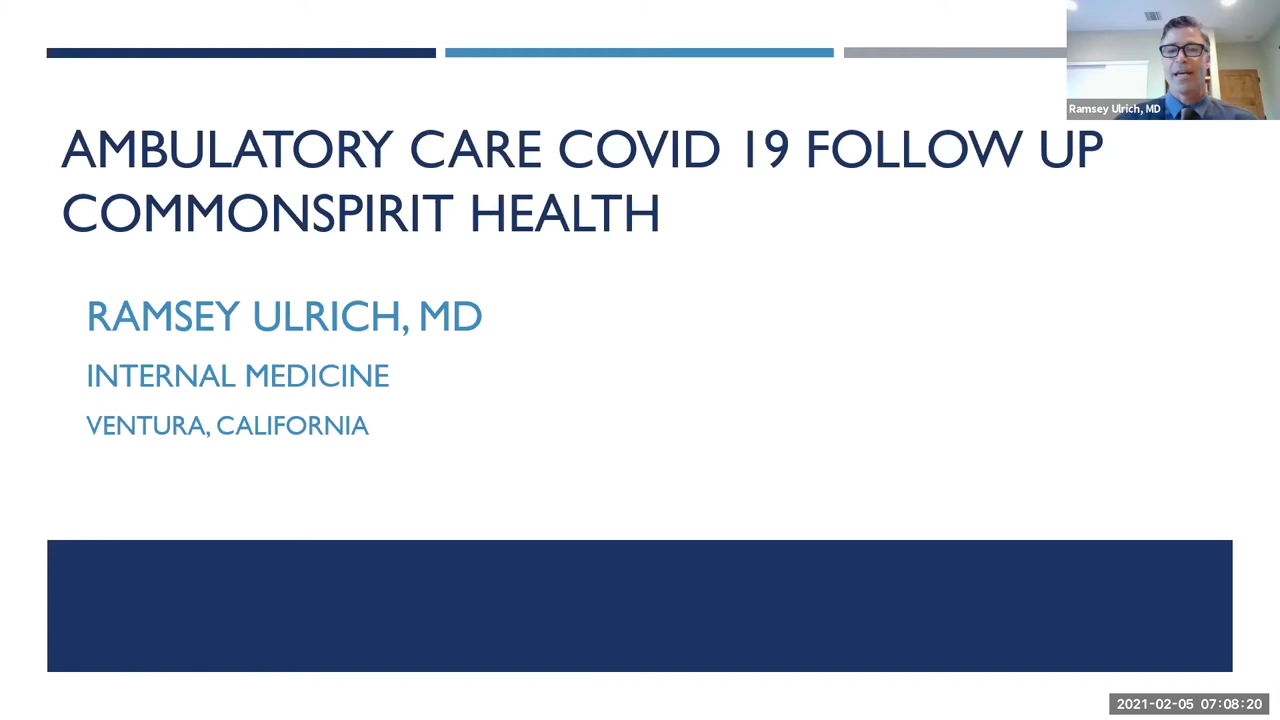 Ramsey Ulrich, MD
AMBULATORY CARE COVID 19 FOLLOW UP
COMMONSPIRIT HEALTH
RAMSEY ULRICH, MD
INTERNAL MEDICINE
VENTURA, CALIFORNIA
2021-02-05 07:08:20